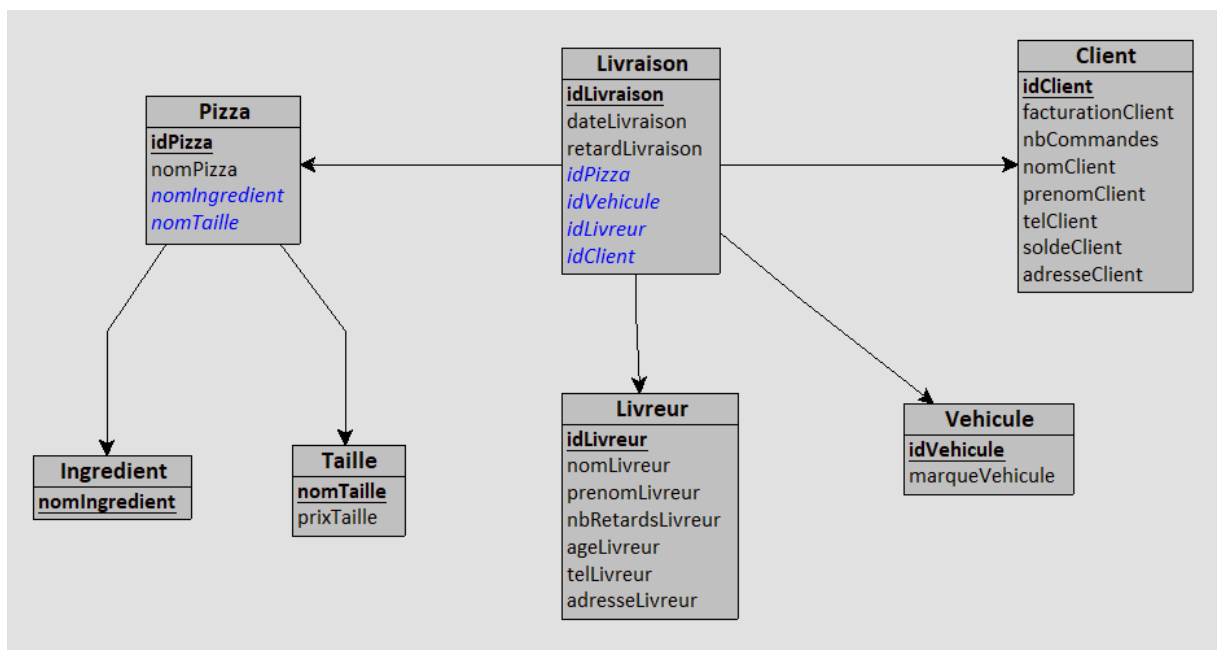 Pizza
idPizza
nomPizza
nomIngredient
nomTaille
Livraison
idLivraison
dateLivraison
retardLivraison
idPizza
idVehicule
idLivreur
idClient
Client
idClient
facturationClient
nbCommandes
nomClient
prenomClient
telClient
soldeClient
adresseClient
Ingredient
nomIngredient
Taille
nomTaille
prixTaille
Livreur
idLivreur
nomLivreur
prenomLivreur
nbRetardsLivreur
ageLivreur
telLivreur
adresseLivreur
Vehicule
idVehicule
marqueVehicule